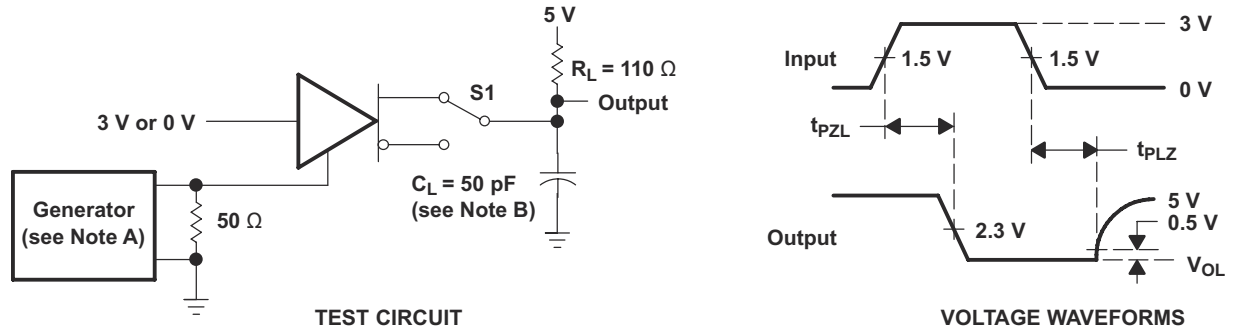 5 V
R_L = 110 Ω
S1
Output
3 V or 0 V
C_L = 50 pF
(see Note B)
Generator
(see Note A)
50 Ω
TEST CIRCUIT
3 V
Input
1.5 V
1.5 V
0 V
t_PZL
t_PLZ
5 V
0.5 V
2.3 V
Output
V_OL
VOLTAGE WAVEFORMS